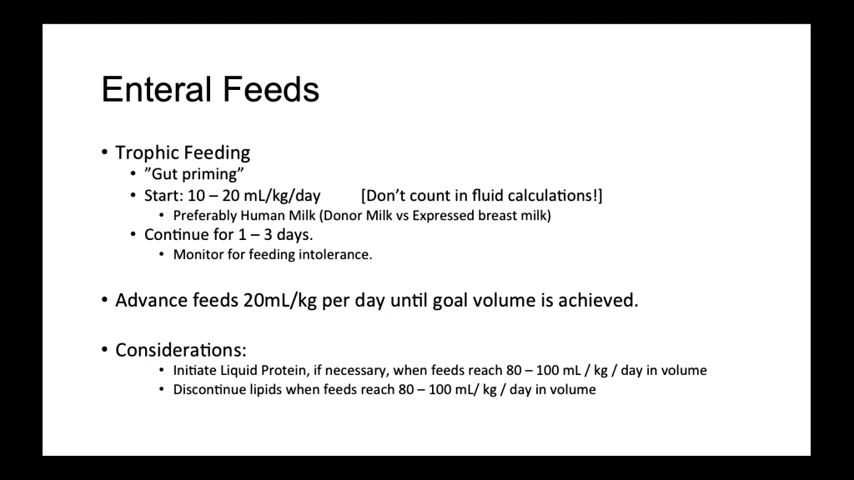 Enteral Feeds
• Trophic Feeding
• ”Gut priming”
• Start: 10 – 20 mL/kg/day [Don’t count in fluid calculations!]
• Preferably Human Milk (Donor Milk vs Expressed breast milk)
• Continue for 1 – 3 days.
• Monitor for feeding intolerance.
• Advance feeds 20mL/kg per day until goal volume is achieved.
• Considerations:
• Initiate Liquid Protein, if necessary, when feeds reach 80 – 100 mL / kg / day in volume
• Discontinue lipids when feeds reach 80 – 100 mL/ kg / day in volume